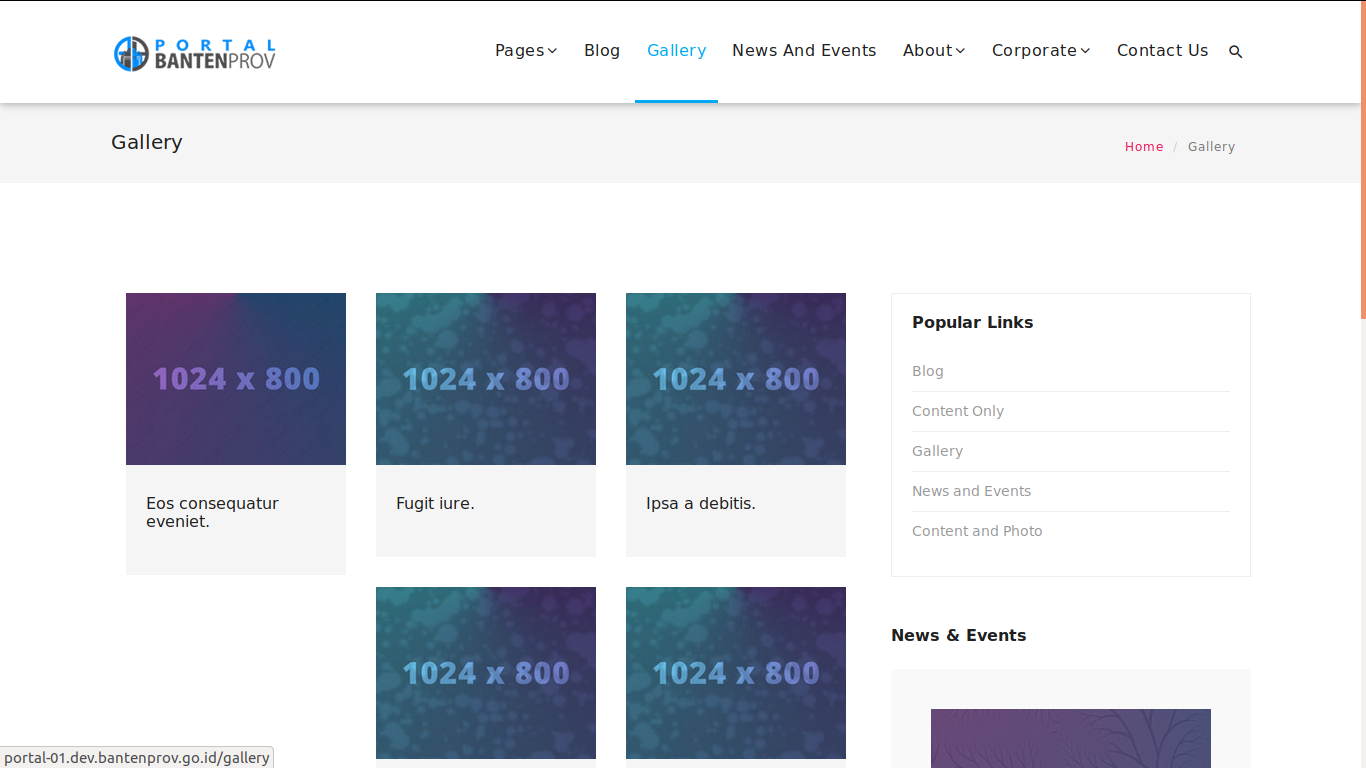 PORTAL
BANTENPROV
Pages Blog Gallery News And Events About Corporate Contact Us
Gallery
Home / Gallery
1024 x 800
1024 x 800
1024 x 800
Eos consequatur
eveniet.
Fugit iure.
Ipsa a debitis.
1024 x 800
1024 x 800
Popular Links
Blog
Content Only
Gallery
News and Events
Content and Photo
News & Events
portal-01.dev.bantenprov.go.id/gallery